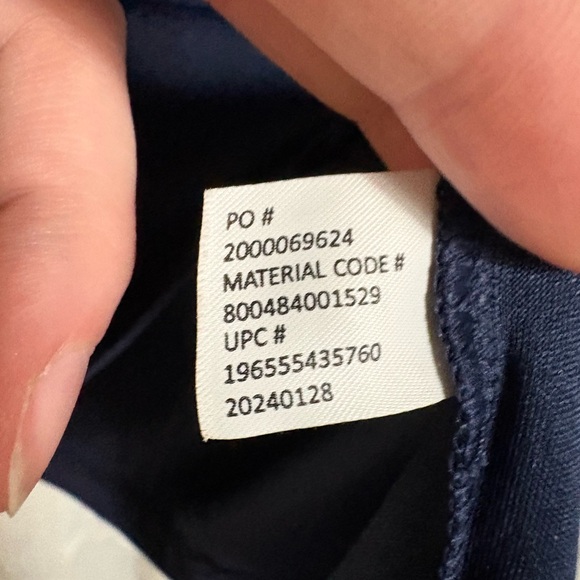 PO #
2000069624
MATERIAL CODE #
800484001529
UPC #
196555435760
20240128